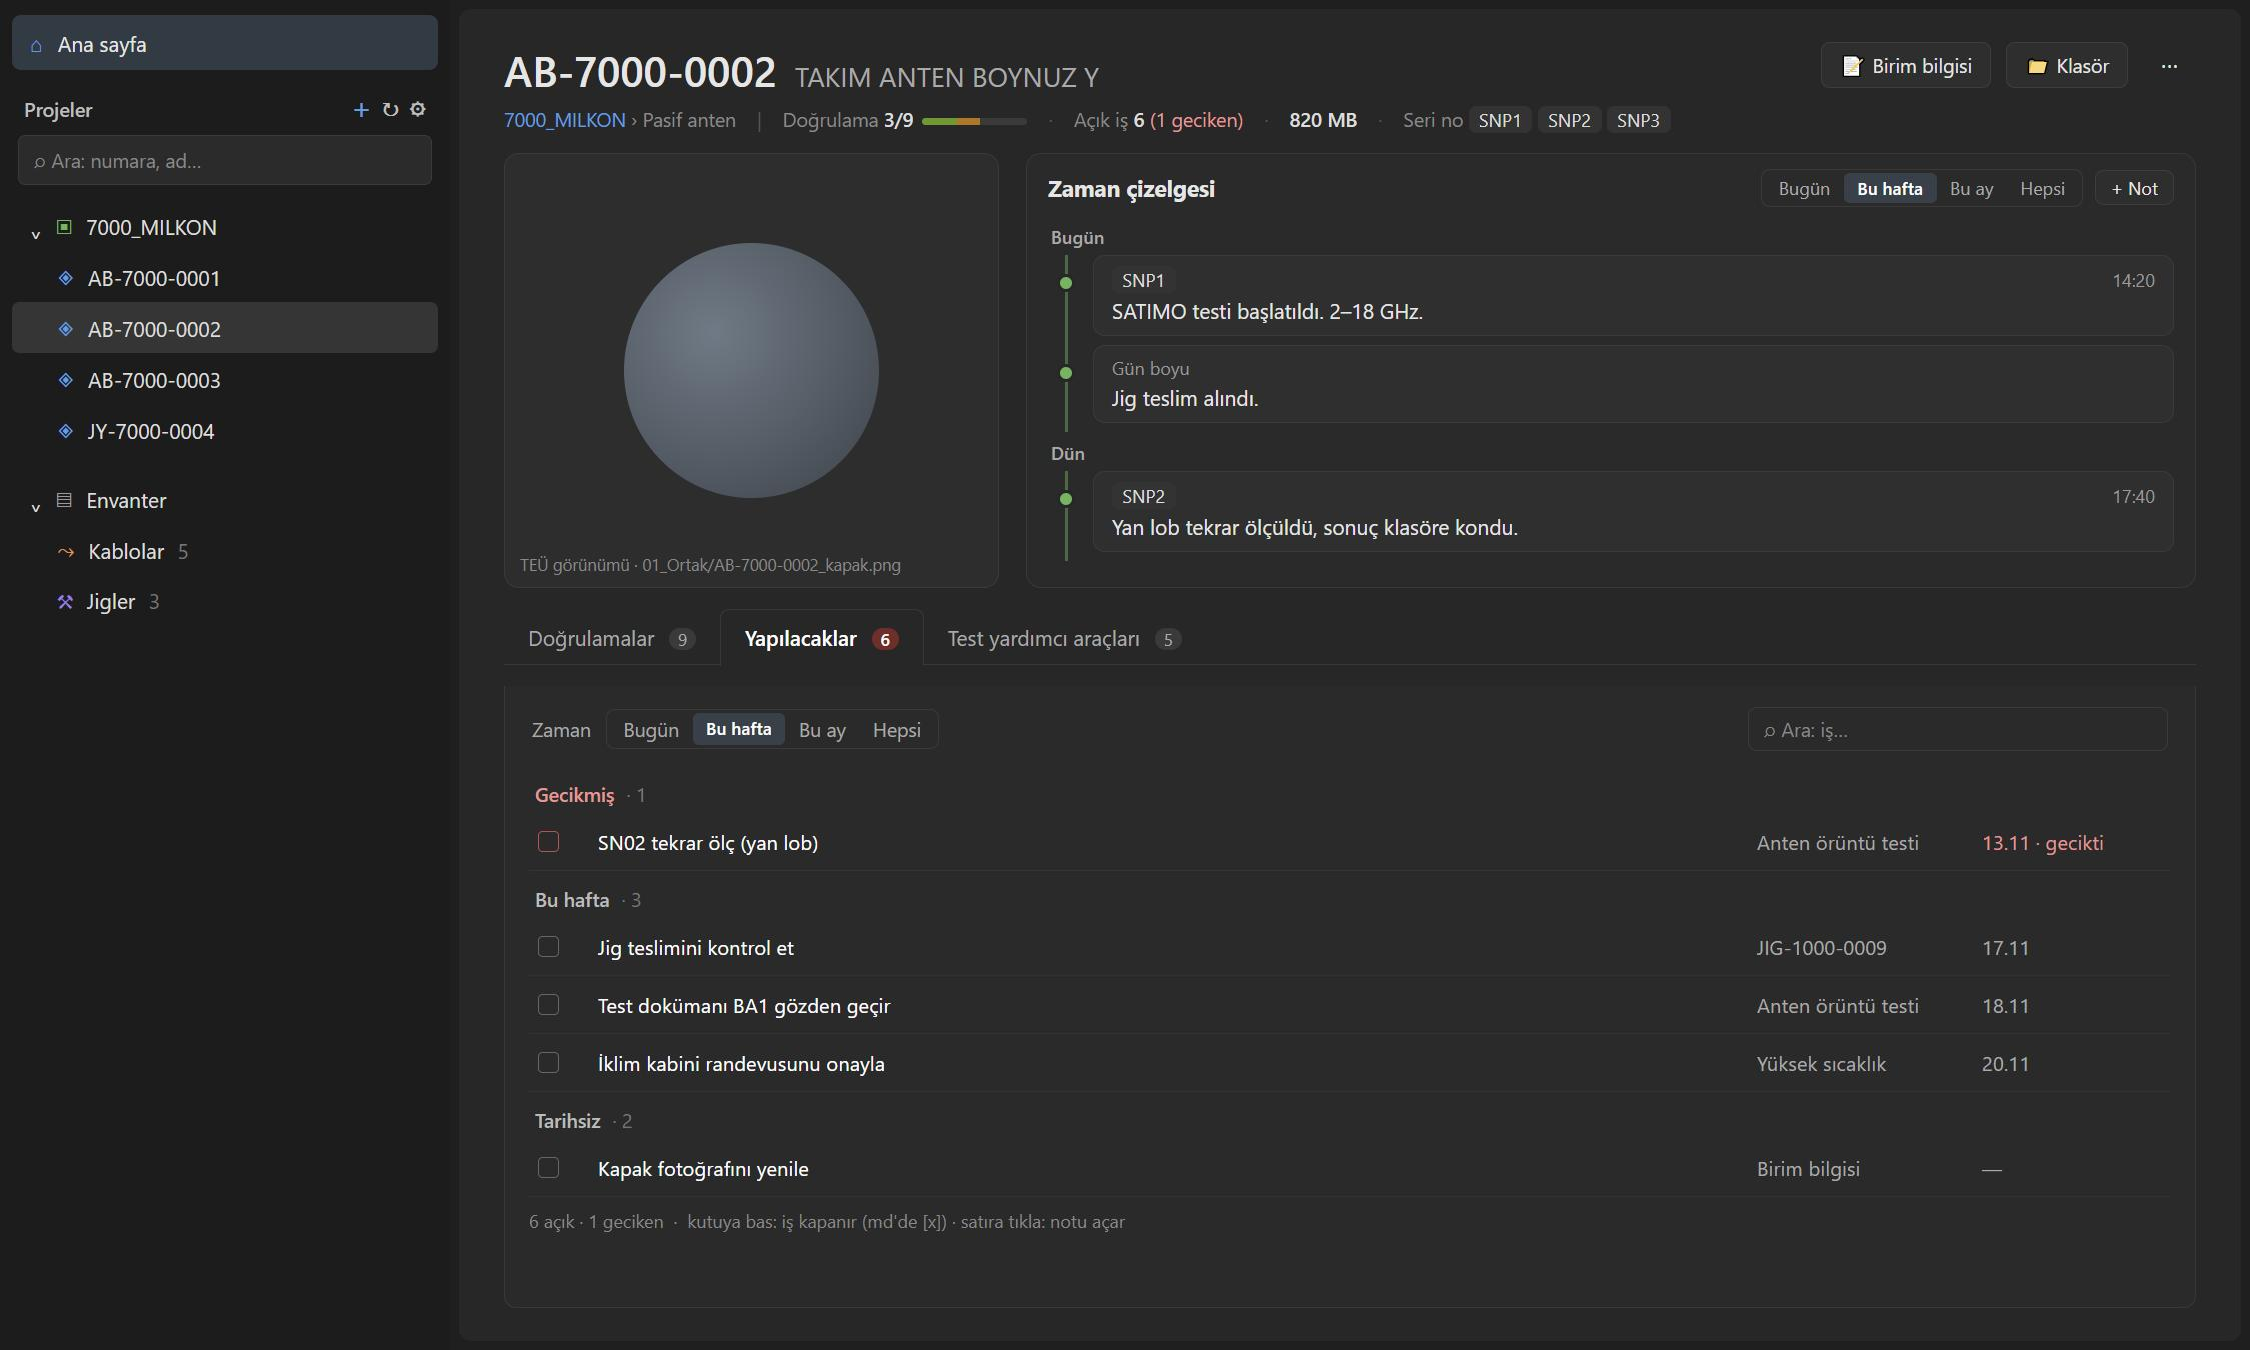 Ana sayfa
Projeler
Ara: numara, ad...
7000_MILKON
AB-7000-0001
AB-7000-0002
AB-7000-0003
JY-7000-0004
Envanter
Kablolar 5
Jigler 3
AB-7000-0002 TAKIM ANTEN BOYNUZ Y
Birim bilgisi
Klasör
...
7000_MILKON › Pasif anten | Doğrulama 3/9 · Açık iş 6 (1 geciken) · 820 MB · Seri no SNP1 SNP2 SNP3
TEÜ görünümü · 01_Ortak/AB-7000-0002_kapak.png
Zaman çizelgesi
Bugün Bu hafta Bu ay Hepsi
+ Not
Bugün
SNP1 14:20
SATIMO testi başlatıldı. 2–18 GHz.
Gün boyu
Jig teslim alındı.
Dün
SNP2 17:40
Yan lob tekrar ölçüldü, sonuç klasöre kondu.
Doğrulamalar 9
Yapılacaklar 6
Test yardımcı araçları 5
Zaman Bugün Bu hafta Bu ay Hepsi
Ara: iş...
Gecikmiş · 1
SN02 tekrar ölç (yan lob) Anten örüntü testi 13.11 · gecikti
Bu hafta · 3
Jig teslimini kontrol et JIG-1000-0009 17.11
Test dokümanı BA1 gözden geçir Anten örüntü testi 18.11
İklim kabini randevusunu onayla Yüksek sıcaklık 20.11
Tarihsiz · 2
Kapak fotoğrafını yenile Birim bilgisi —
6 açık · 1 geciken · kutuya bas: iş kapanır (md'de [x]) · satıra tıkla: notu açar